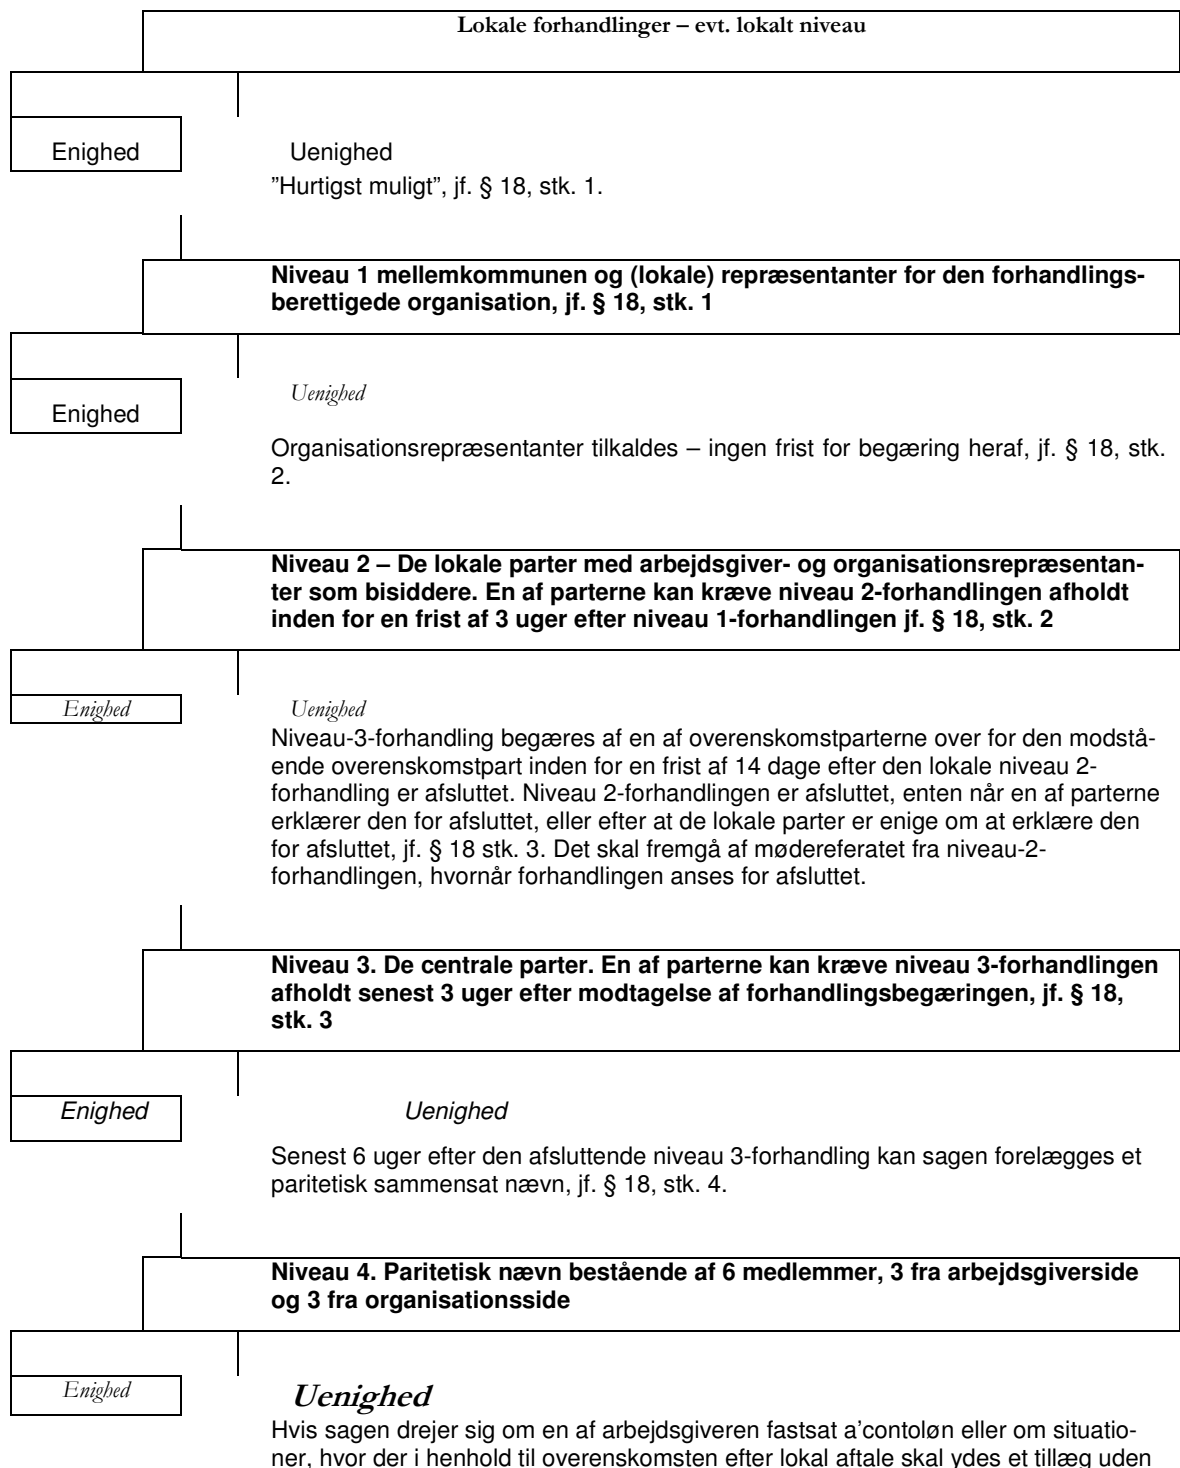 Lokale forhandlinger – evt. lokalt niveau
Enighed
Uenighed
”Hurtigst muligt”, jf. § 18, stk. 1.
Niveau 1 mellemkommunen og (lokale) repræsentanter for den forhandlings-
berettigede organisation, jf. § 18, stk. 1
Enighed
Uenighed
Organisationsrepræsentanter tilkaldes – ingen frist for begæring heraf, jf. § 18, stk.
2.
Niveau 2 – De lokale parter med arbejdsgiver- og organisationsrepræsentan-
ter som bisiddere. En af parterne kan kræve niveau 2-forhandlingen afholdt
inden for en frist af 3 uger efter niveau 1-forhandlingen jf. § 18, stk. 2
Enighed
Uenighed
Niveau-3-forhandling begæres af en af overenskomstparterne over for den modstå-
ende overenskomstpart inden for en frist af 14 dage efter den lokale niveau 2-
forhandling er afsluttet. Niveau 2-forhandlingen er afsluttet, enten når en af parterne
erklærer den for afsluttet, eller efter at de lokale parter er enige om at erklære den
for afsluttet, jf. § 18 stk. 3. Det skal fremgå af mødereferatet fra niveau-2-
forhandlingen, hvornår forhandlingen anses for afsluttet.
Niveau 3. De centrale parter. En af parterne kan kræve niveau 3-forhandlingen
afholdt senest 3 uger efter modtagelse af forhandlingsbegæringen, jf. § 18,
stk. 3
Enighed
Uenighed
Senest 6 uger efter den afsluttende niveau 3-forhandling kan sagen forelægges et
paritetisk sammensat nævn, jf. § 18, stk. 4.
Niveau 4. Paritetisk nævn bestående af 6 medlemmer, 3 fra arbejdsgiverside
og 3 fra organisationsside
Enighed
Uenighed
Hvis sagen drejer sig om en af arbejdsgiveren fastsat a’contoløn eller om situatio-
ner, hvor der i henhold til overenskomsten efter lokal aftale skal ydes et tillæg uden